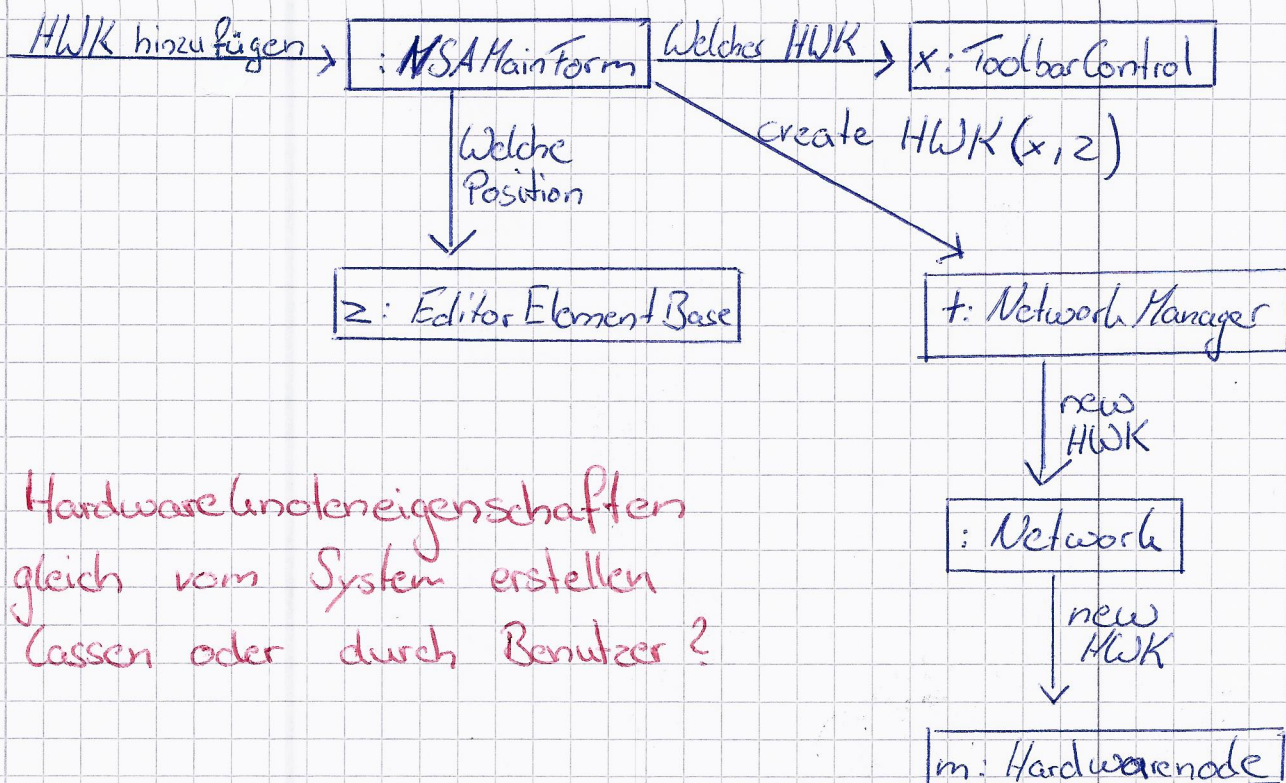 HWK hinzufügen
: NSAMainForm
Welcher HWK
x: ToolbarControl
Welche
Position
create HWK (x, z)
z: EditorElementBase
t: NetworkManager
new
HWK
Hardwareknoteneigenschaften
gleich vom System erstellen
lassen oder durch Benutzer?
: Network
new
HWK
m: Hardwarenode